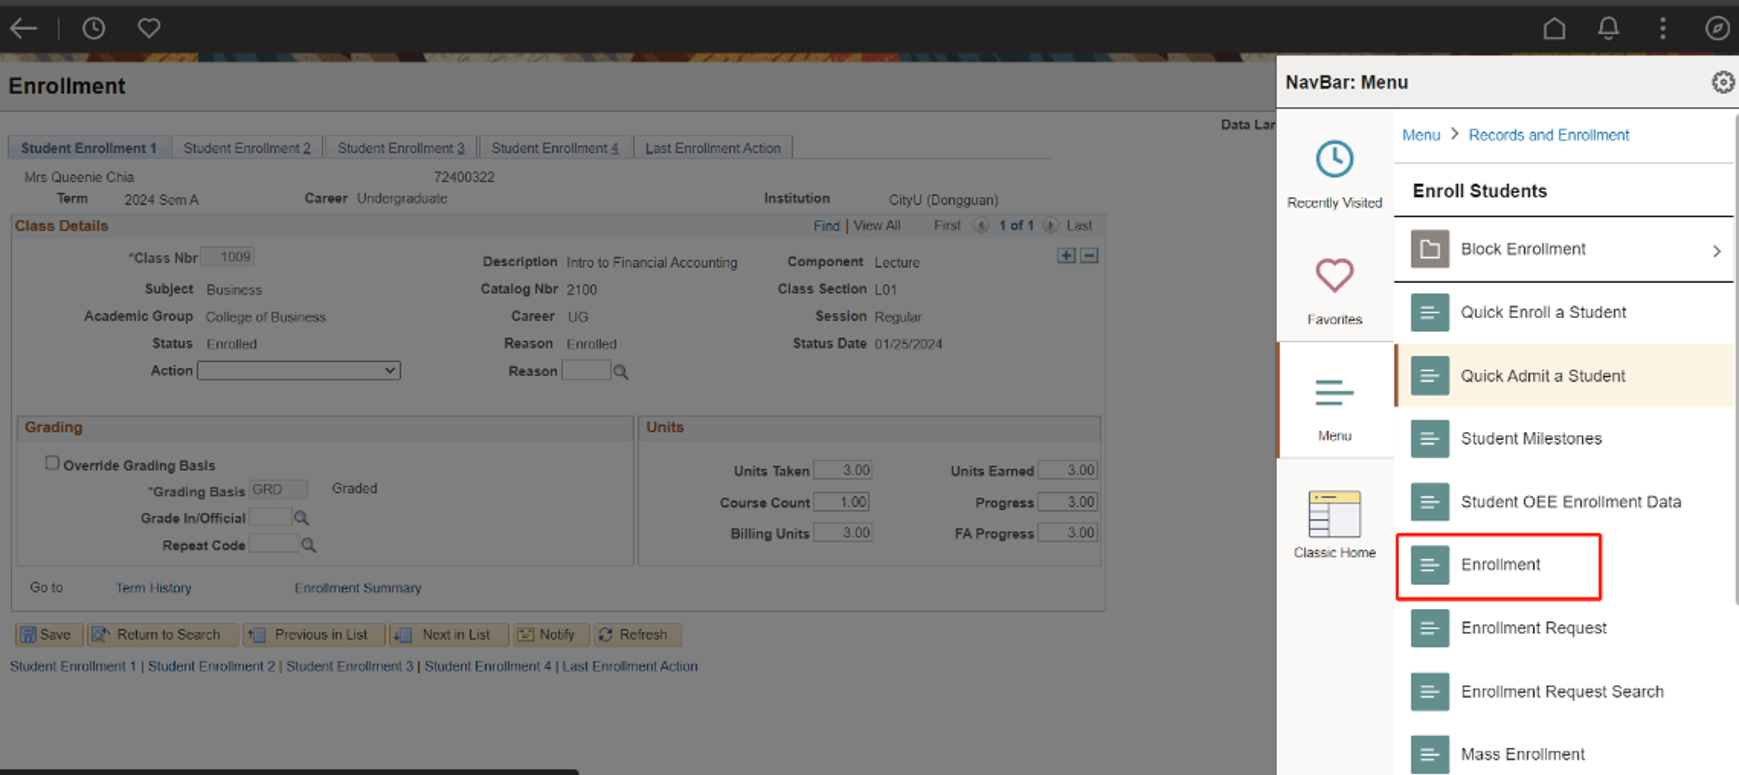 Enrollment
Data Lar
Student Enrollment 1 Student Enrollment 2 Student Enrollment 3 Student Enrollment 4 Last Enrollment Action
Mrs Queenie Chia 72400322
Term 2024 Sem A Career Undergraduate Institution CityU (Dongguan)
Class Details Find | View All First 1 of 1 Last
*Class Nbr 1009
Description Intro to Financial Accounting Component Lecture
Subject Business Catalog Nbr 2100 Class Section L01
Academic Group College of Business Career UG Session Regular
Status Enrolled Reason Enrolled Status Date 01/25/2024
Action Reason
Grading
Override Grading Basis
*Grading Basis GRD Graded
Grade In/Official
Repeat Code
Units
Units Taken 3.00 Units Earned 3.00
Course Count 1.00 Progress 3.00
Billing Units 3.00 FA Progress 3.00
Go to Term History Enrollment Summary
Save Return to Search Previous in List Next in List Notify Refresh
Student Enrollment 1 | Student Enrollment 2 | Student Enrollment 3 | Student Enrollment 4 | Last Enrollment Action
NavBar: Menu
Recently Visited
Favorites
Menu
Classic Home
Menu > Records and Enrollment
Enroll Students
Block Enrollment
Quick Enroll a Student
Quick Admit a Student
Student Milestones
Student OEE Enrollment Data
Enrollment
Enrollment Request
Enrollment Request Search
Mass Enrollment